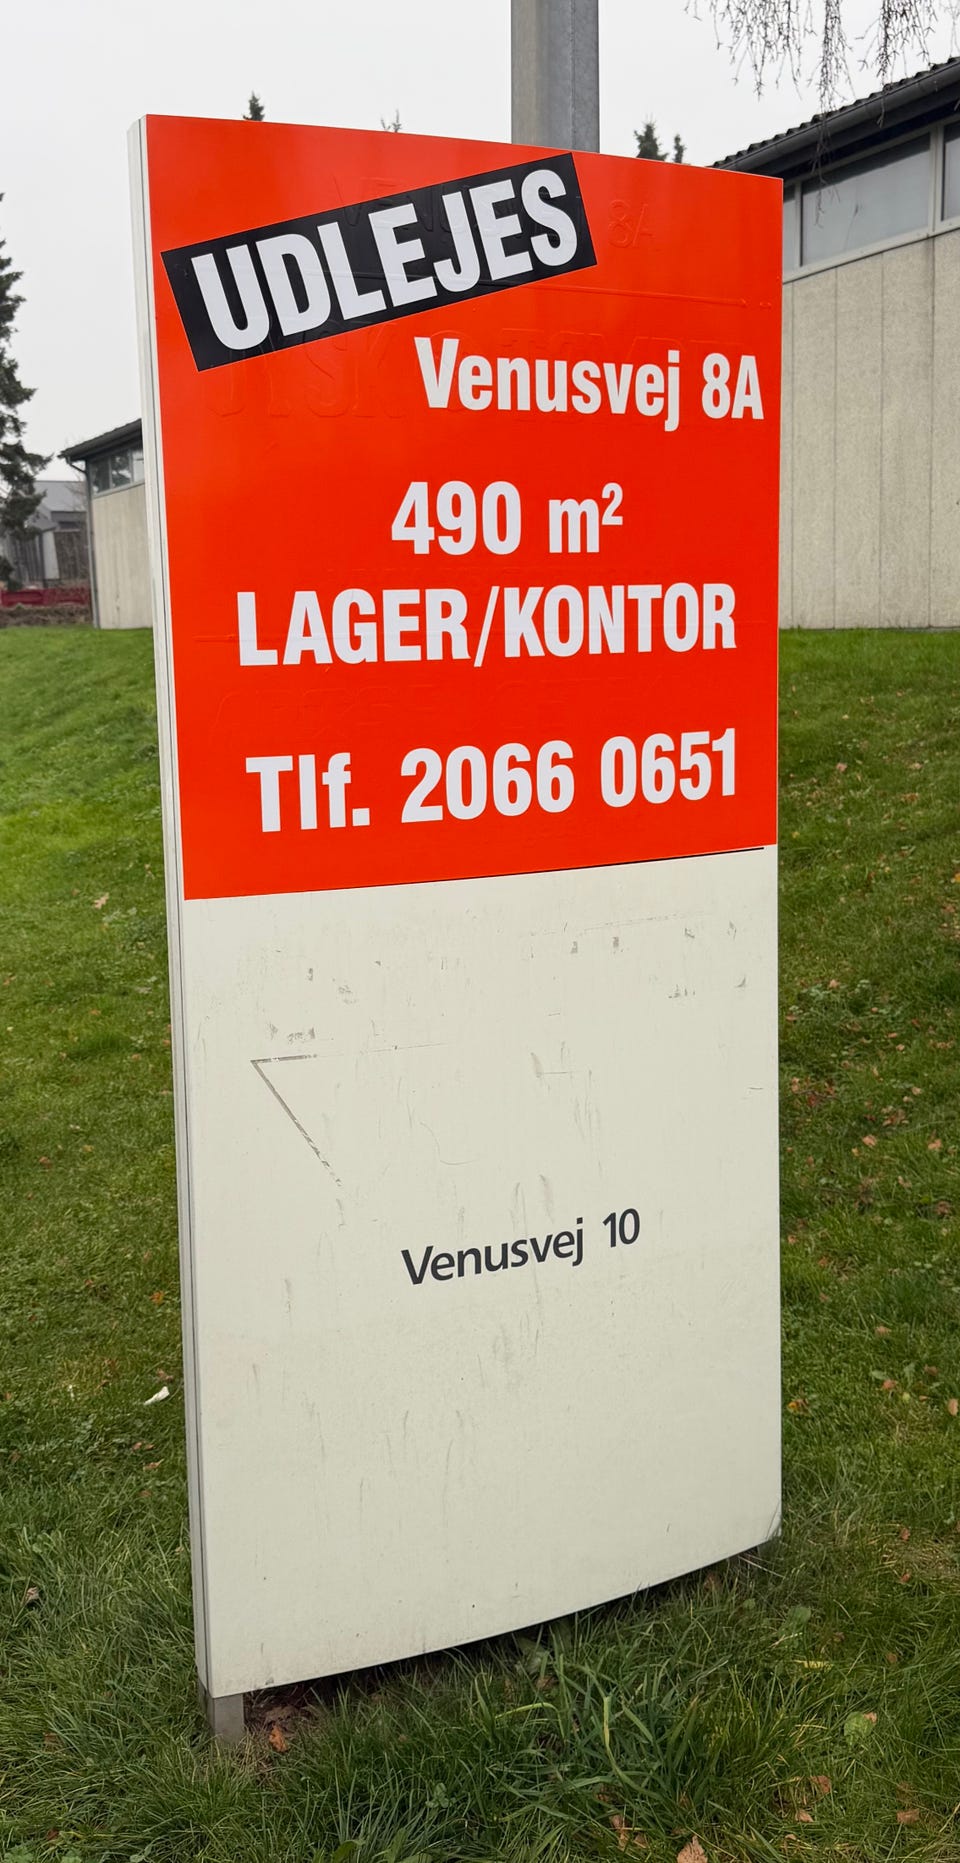 UDLEJES
Venusvej 8A
490 m²
LAGER/KONTOR
Tlf. 2066 0651
Venusvej 10